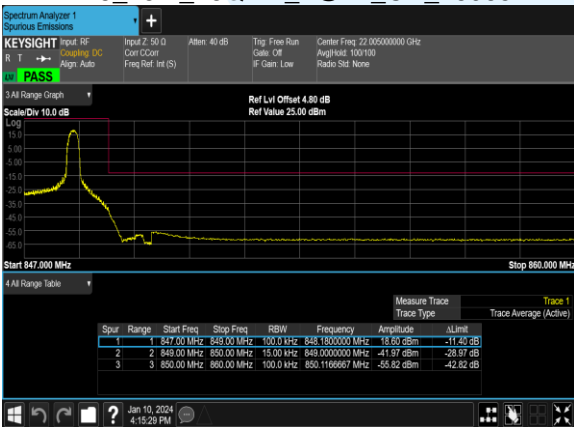 Spectrum Analyzer 1
Spurious Emissions
+
KEYSIGHT Input: RF Input Z: 50 Ω Atten: 40 dB Trig: Free Run Center Freq: 22.005000000 GHz
R T Coupling: DC Corr CCorr Gate: Off Avg|Hold: 100/100
Align: Auto Freq Ref: Int (S) IF Gain: Low Radio Std: None
PASS
3 All Range Graph
Ref Lvl Offset 4.80 dB
Scale/Div 10.0 dB Ref Value 25.00 dBm
Log
15.0
5.00
-5.00
-15.0
-25.0
-35.0
-45.0
-55.0
-65.0
Start 847.000 MHz Stop 860.000 MHz
4 All Range Table
Measure Trace Trace 1
Trace Type Trace Average (Active)
Spur Range Start Freq Stop Freq RBW Frequency Amplitude ΔLimit
1 1 847.00 MHz 849.00 MHz 100.0 kHz 848.1800000 MHz 18.60 dBm -11.40 dB
2 2 849.00 MHz 850.00 MHz 15.00 kHz 849.0000000 MHz -41.97 dBm -28.97 dB
3 3 850.00 MHz 860.00 MHz 100.0 kHz 850.1166667 MHz -55.82 dBm -42.82 dB
? Jan 10, 2024
4:15:29 PM